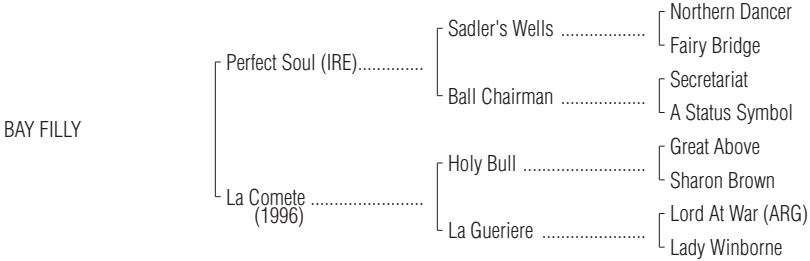 Northern Dancer
Sadler's Wells ..................
Fairy Bridge
Perfect Soul (IRE)..............
Secretariat
Ball Chairman ..................
A Status Symbol
BAY FILLY
Great Above
Holy Bull ..........................
Sharon Brown
La Comete ........................
(1996)
Lord At War (ARG)
La Gueriere ......................
Lady Winborne